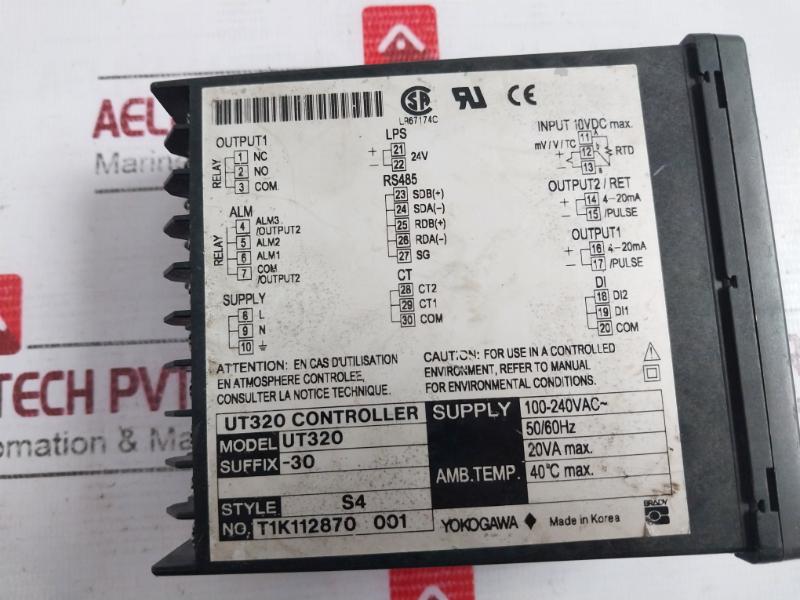 AEL
Marine
TECH PVT
Automation & Ma
LR67174C
CE
OUTPUT1
RELAY
1 NC
2 NO
3 COM
ALM
RELAY
4 ALM3
/OUTPUT2
5 ALM2
6 ALM1
7 COM
/OUTPUT2
SUPPLY
8 L
9 N
10
LPS
+ 21
- 22
24V
RS485
23 SDB(+)
24 SDA(-)
25 RDB(+)
26 RDA(-)
27 SG
CT
28 CT2
29 CT1
30 COM
INPUT 10VDC max.
mV/V/TC
11 A
+ 12
- 13 B
RTD
OUTPUT2 / RET
+ 14 4-20mA
- 15 /PULSE
OUTPUT1
+ 16 4-20mA
- 17 /PULSE
DI
18 DI2
19 DI1
20 COM
ATTENTION: EN CAS D'UTILISATION
EN ATMOSPHERE CONTROLEE,
CONSULTER LA NOTICE TECHNIQUE.
CAUTION: FOR USE IN A CONTROLLED
ENVIRONMENT, REFER TO MANUAL
FOR ENVIRONMENTAL CONDITIONS.
UT320 CONTROLLER
MODEL UT320
SUFFIX -30
STYLE S4
NO. T1K112870 001
SUPPLY
100-240VAC~
50/60Hz
20VA max.
AMB.TEMP. 40℃ max.
YOKOGAWA
Made in Korea
BRADY